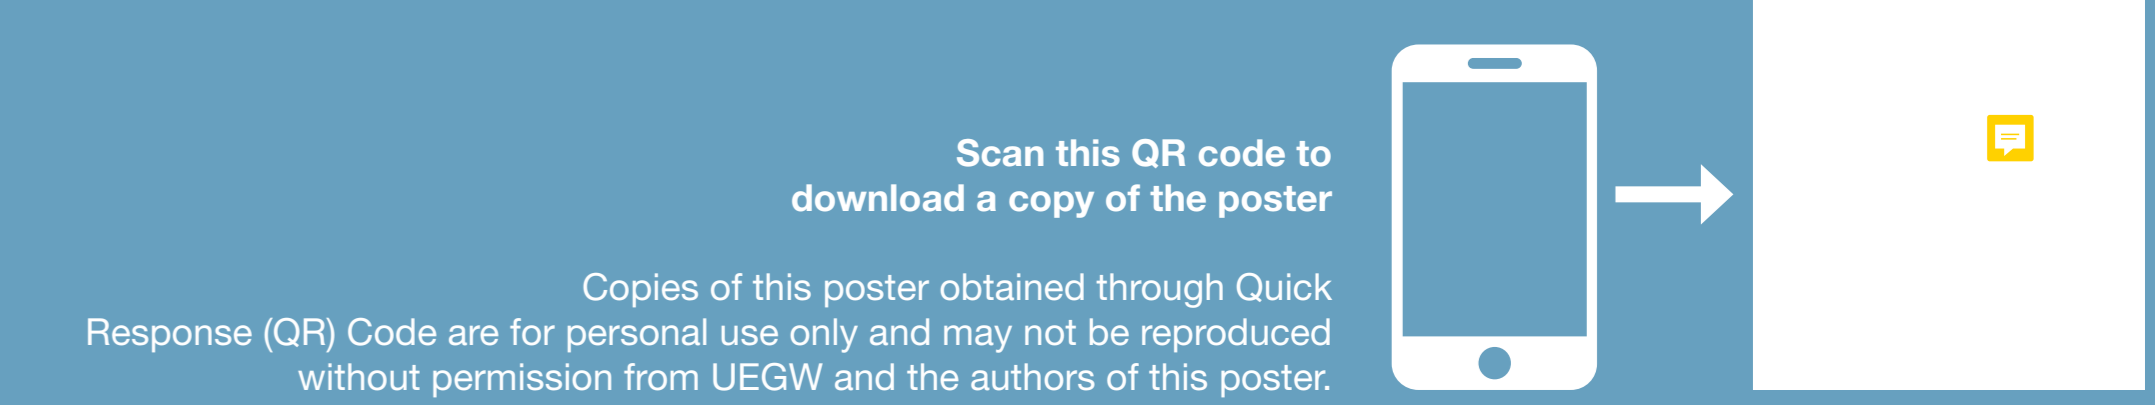 Scan this QR code to
download a copy of the poster
Copies of this poster obtained through Quick
Response (QR) Code are for personal use only and may not be reproduced
without permission from UEGW and the authors of this poster.